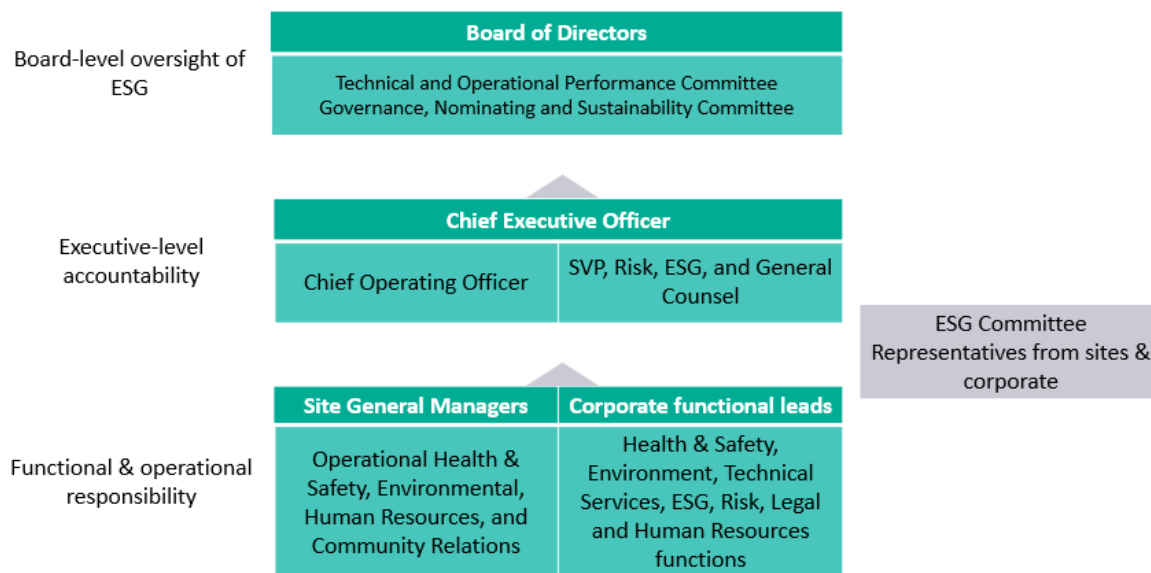 Board-level oversight of
ESG
Board of Directors
Technical and Operational Performance Committee
Governance, Nominating and Sustainability Committee
Executive-level
accountability
Chief Executive Officer
Chief Operating Officer
SVP, Risk, ESG, and General
Counsel
ESG Committee
Representatives from sites &
corporate
Functional & operational
responsibility
Site General Managers
Operational Health &
Safety, Environmental,
Human Resources, and
Community Relations
Corporate functional leads
Health & Safety,
Environment, Technical
Services, ESG, Risk, Legal
and Human Resources
functions